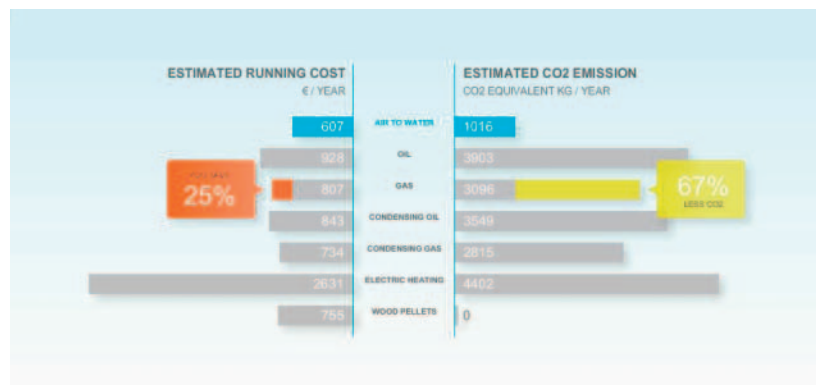 ESTIMATED RUNNING COST
€ / YEAR
ESTIMATED CO2 EMISSION
CO2 EQUIVALENT KG / YEAR
607 AIR TO WATER 1016
928 OIL 3903
25% 807 GAS 3096 67%
LESS CO2
843 CONDENSING OIL 3549
734 CONDENSING GAS 2815
2631 ELECTRIC HEATING 4402
755 WOOD PELLETS 0